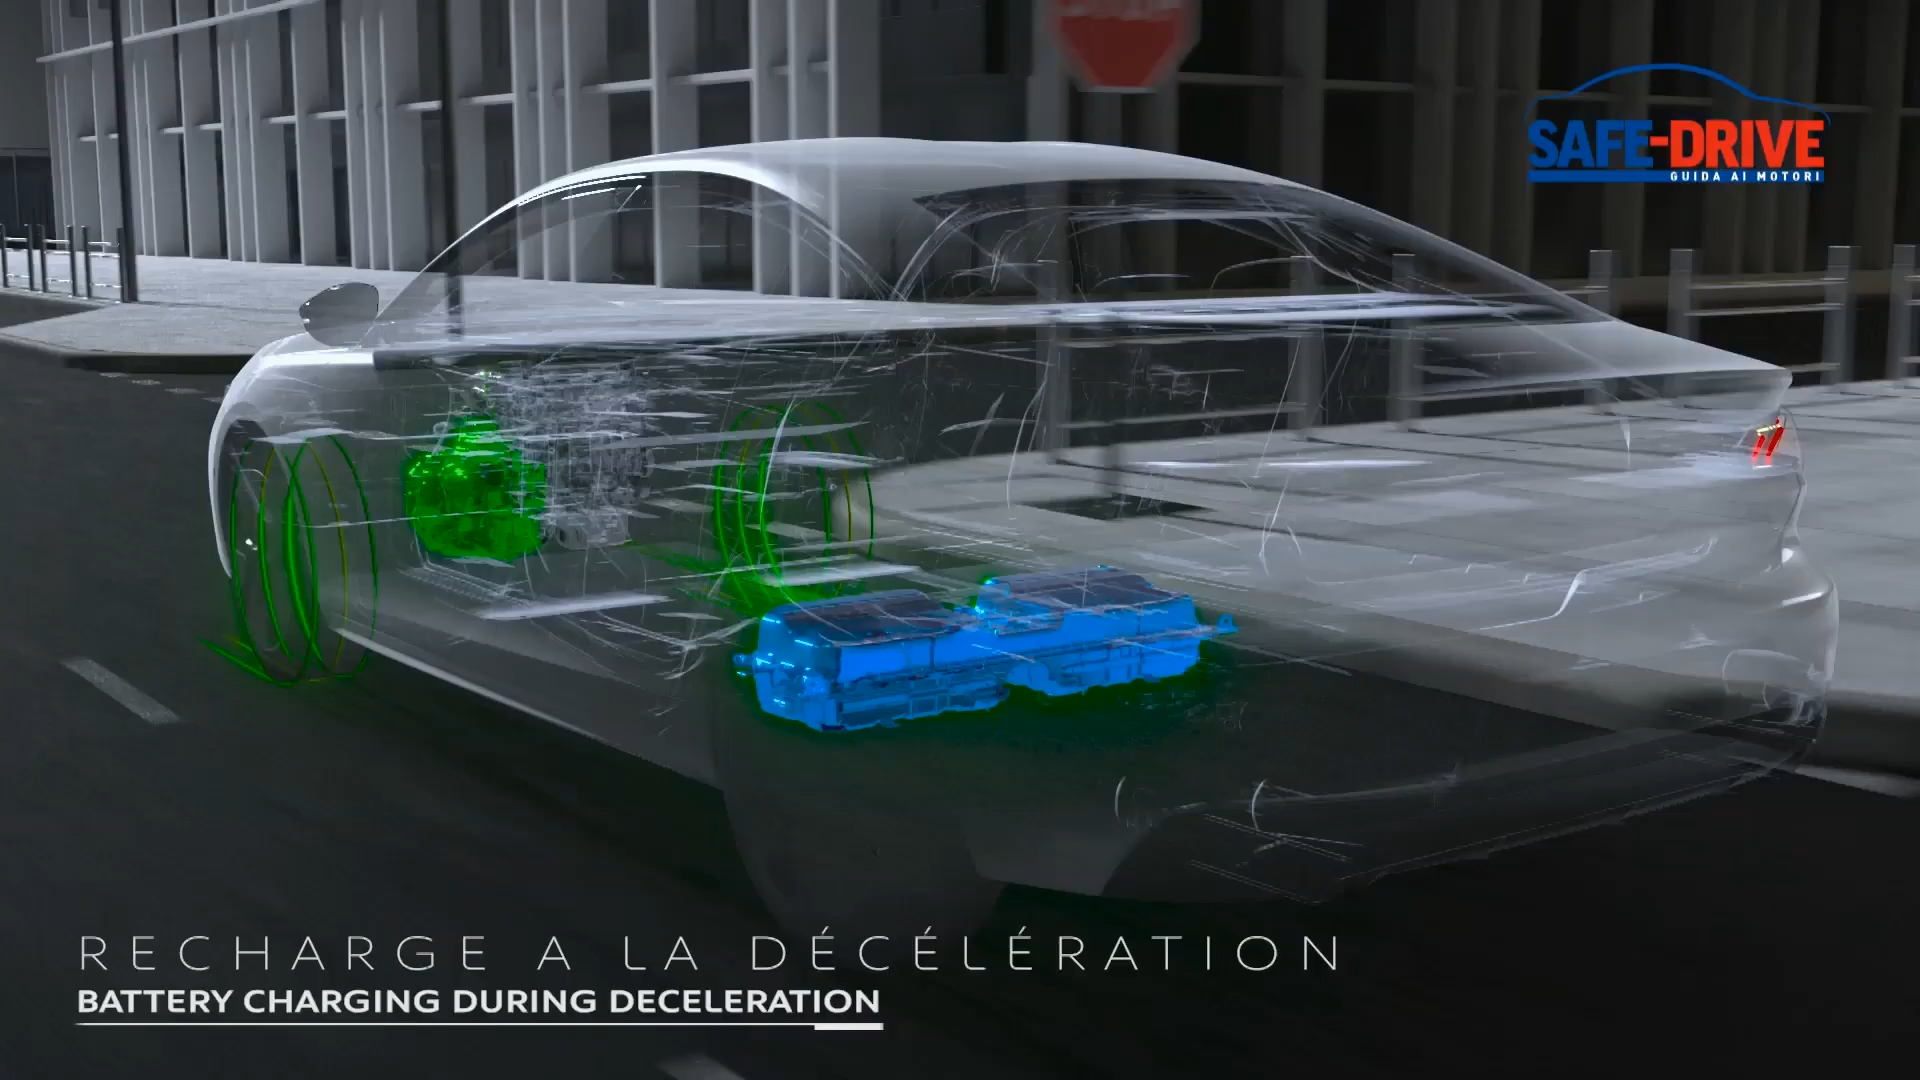 SAFE-DRIVE
GUIDA AI MOTORI
RECHARGE A LA DÉCÉLÉRATION
BATTERY CHARGING DURING DECELERATION